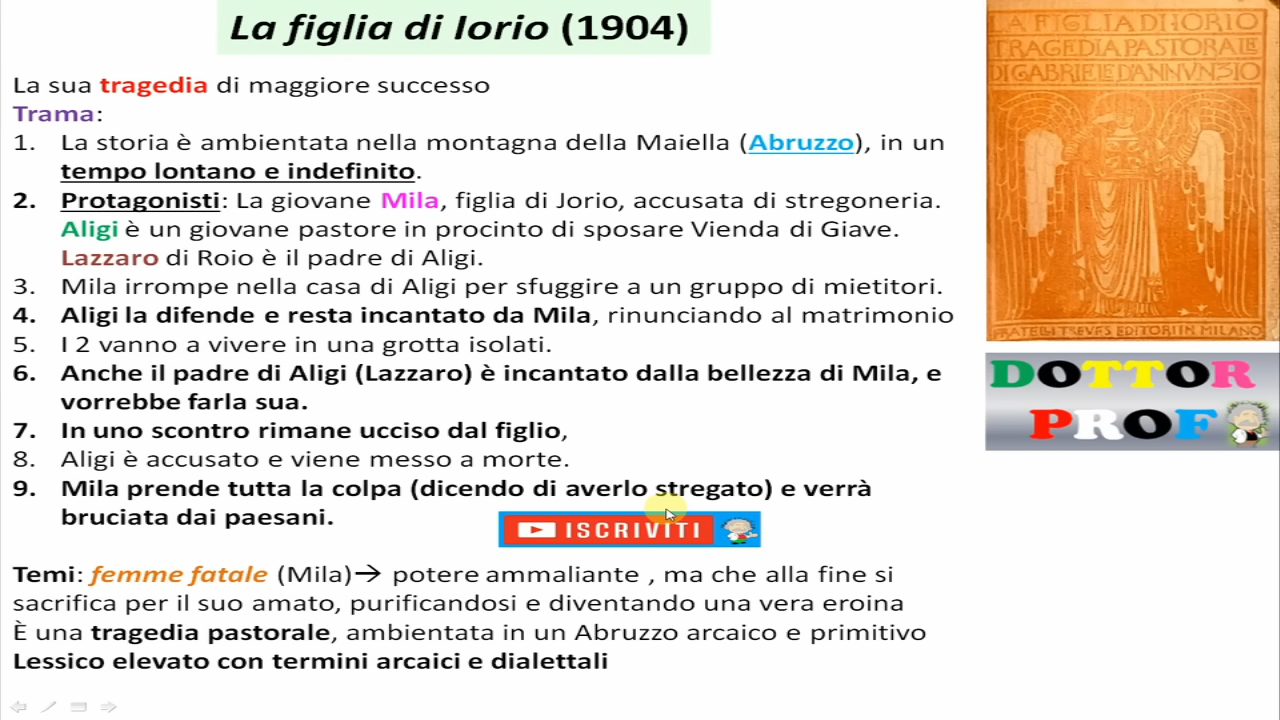 La figlia di Iorio (1904)
La sua tragedia di maggiore successo
Trama:
1. La storia è ambientata nella montagna della Maiella (Abruzzo), in un
tempo lontano e indefinito.
2. Protagonisti: La giovane Mila, figlia di Jorio, accusata di stregoneria.
Aligi è un giovane pastore in procinto di sposare Vienda di Giave.
Lazzaro di Roio è il padre di Aligi.
3. Mila irrompe nella casa di Aligi per sfuggire a un gruppo di mietitori.
4. Aligi la difende e resta incantato da Mila, rinunciando al matrimonio
5. I 2 vanno a vivere in una grotta isolati.
6. Anche il padre di Aligi (Lazzaro) è incantato dalla bellezza di Mila, e
vorrebbe farla sua.
7. In uno scontro rimane ucciso dal figlio,
8. Aligi è accusato e viene messo a morte.
9. Mila prende tutta la colpa (dicendo di averlo stregato) e verrà
bruciata dai paesani.
ISCRIVITI
Temi: femme fatale (Mila)→ potere ammaliante , ma che alla fine si
sacrifica per il suo amato, purificandosi e diventando una vera eroina
È una tragedia pastorale, ambientata in un Abruzzo arcaico e primitivo
Lessico elevato con termini arcaici e dialettali
LA FIGLIA DI IORIO
TRAGEDIA PASTORALE
DI GABRIELE D'ANNVNZIO
FRATELLI TREVES EDITORI IN MILANO
DOTTOR
PROF